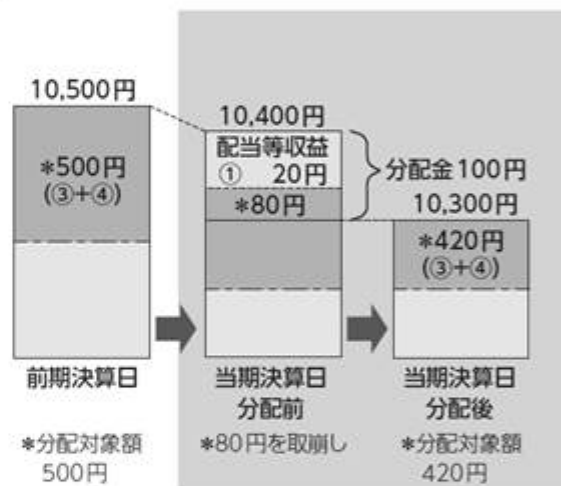 10,500円
*500円
(③+④)
前期決算日
*分配対象額
500円
10,400円
配当等収益
① 20円
*80円
分配金100円
当期決算日
分配前
*80円を取崩し
10,300円
*420円
(③+④)
当期決算日
分配後
*分配対象額
420円